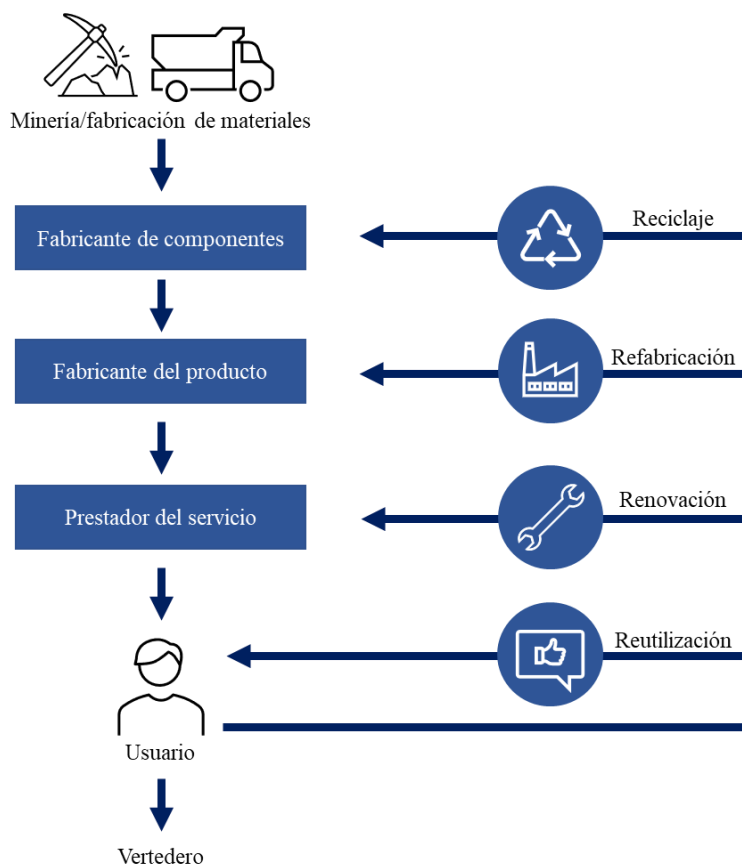 Minería/fabricación de materiales
Fabricante de componentes
Reciclaje
Fabricante del producto
Refabricación
Prestador del servicio
Renovación
Reutilización
Usuario
Vertedero